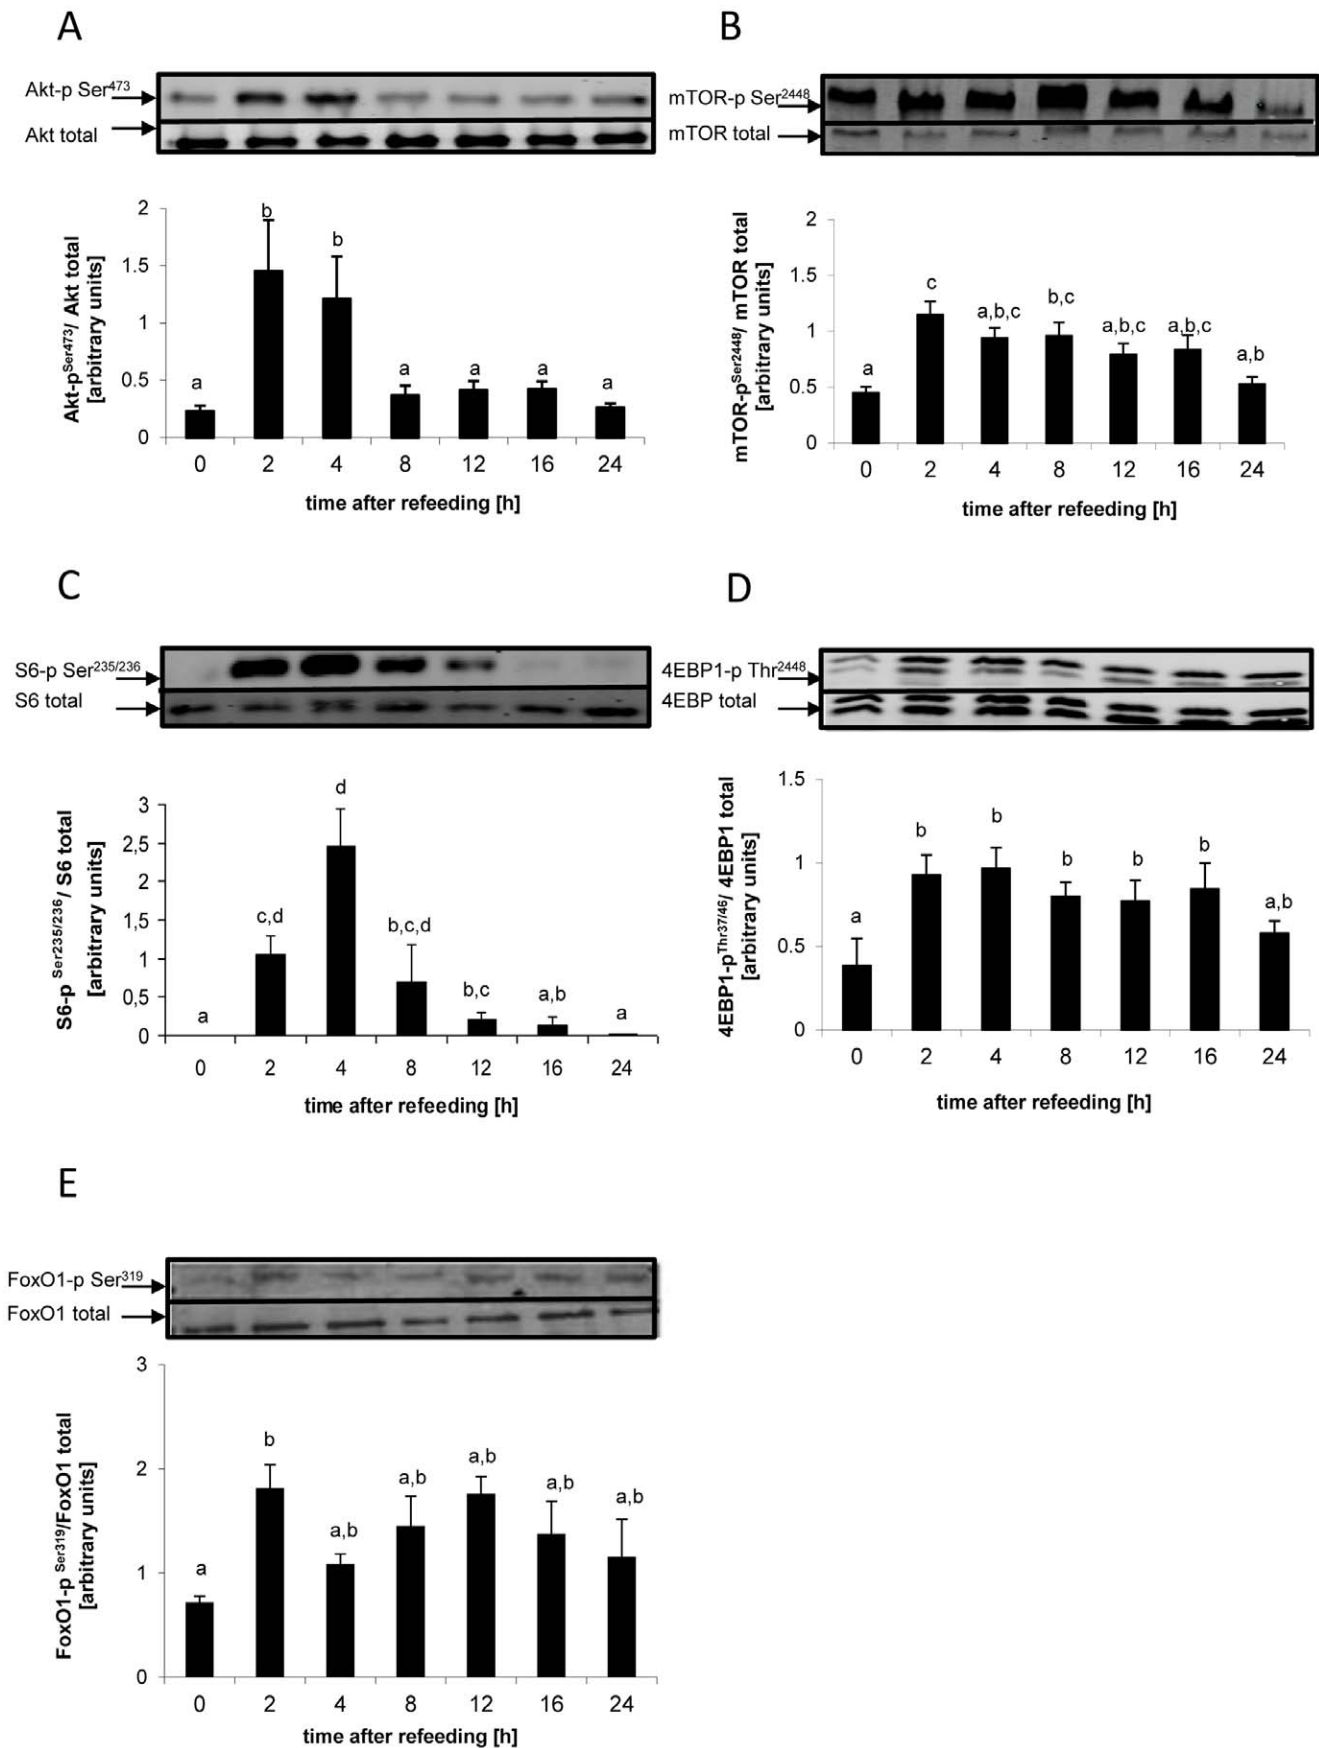 A
Akt-p Ser473
Akt total
2
1.5
1
0.5
0
Akt-pSer473/ Akt total
[arbitrary units]
a
b
b
a
a
a
a
0 2 4 8 12 16 24
time after refeeding [h]
B
mTOR-p Ser2448
mTOR total
2
1.5
1
0.5
0
mTOR-pSer2448/ mTOR total
[arbitrary units]
a
c
a,b,c
b,c
a,b,c
a,b,c
a,b
0 2 4 8 12 16 24
time after refeeding [h]
C
S6-p Ser235/236
S6 total
3
2,5
2
1,5
1
0,5
0
S6-p Ser235/236/ S6 total
[arbitrary units]
a
c,d
d
b,c,d
b,c
a,b
a
0 2 4 8 12 16 24
time after refeeding [h]
D
4EBP1-p Thr2448
4EBP total
1.5
1
0.5
0
4EBP1-pThr37/46/ 4EBP1 total
[arbitrary units]
a
b
b
b
b
b
a,b
0 2 4 8 12 16 24
time after refeeding [h]
E
FoxO1-p Ser319
FoxO1 total
3
2
1
0
FoxO1-p Ser319/FoxO1 total
[arbitrary units]
a
b
a,b
a,b
a,b
a,b
a,b
0 2 4 8 12 16 24
time after refeeding [h]